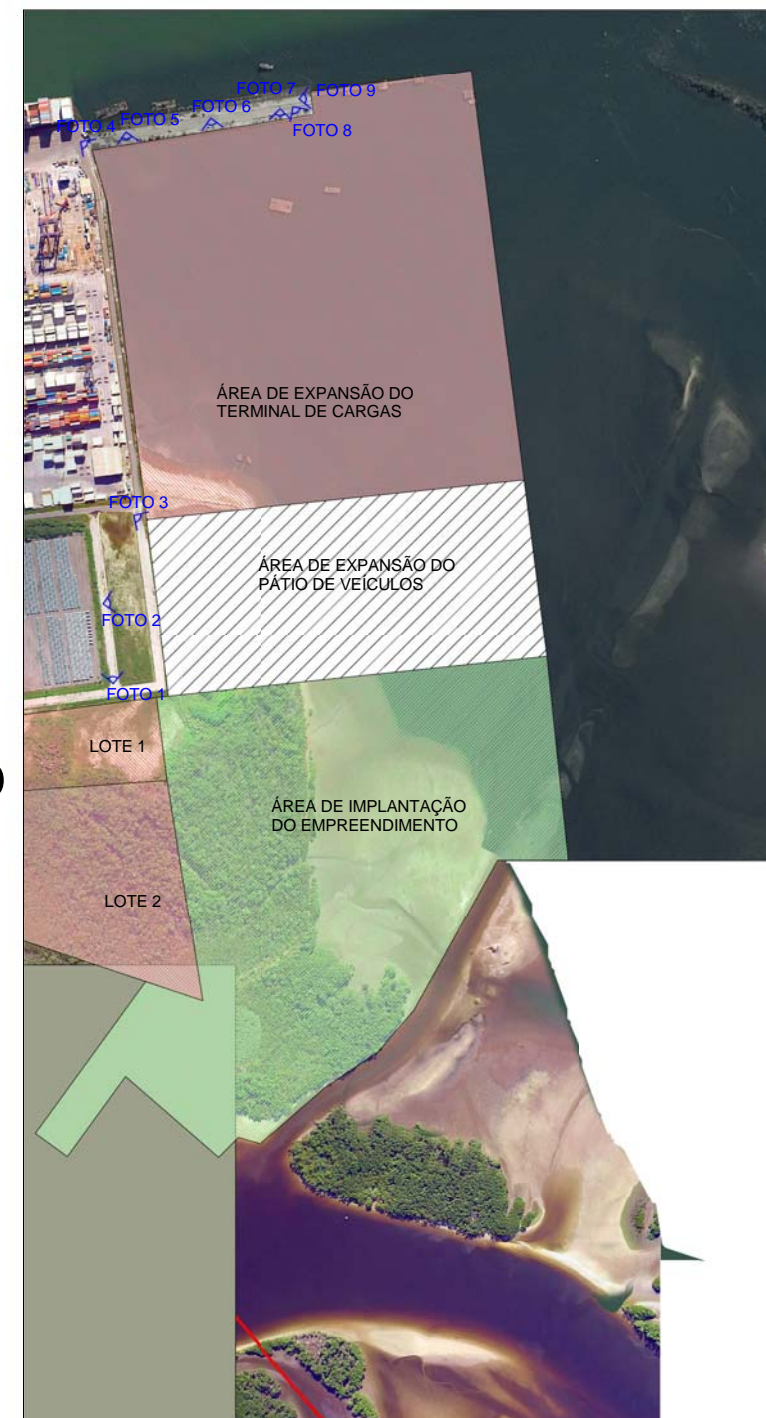 FOTO 7
FOTO 9
FOTO 6
FOTO 5
FOTO 4
FOTO 8
ÁREA DE EXPANSÃO DO
TERMINAL DE CARGAS
FOTO 3
ÁREA DE EXPANSÃO DO
PÁTIO DE VEÍCULOS
FOTO 2
FOTO 1
LOTE 1
ÁREA DE IMPLANTAÇÃO
DO EMPREENDIMENTO
LOTE 2